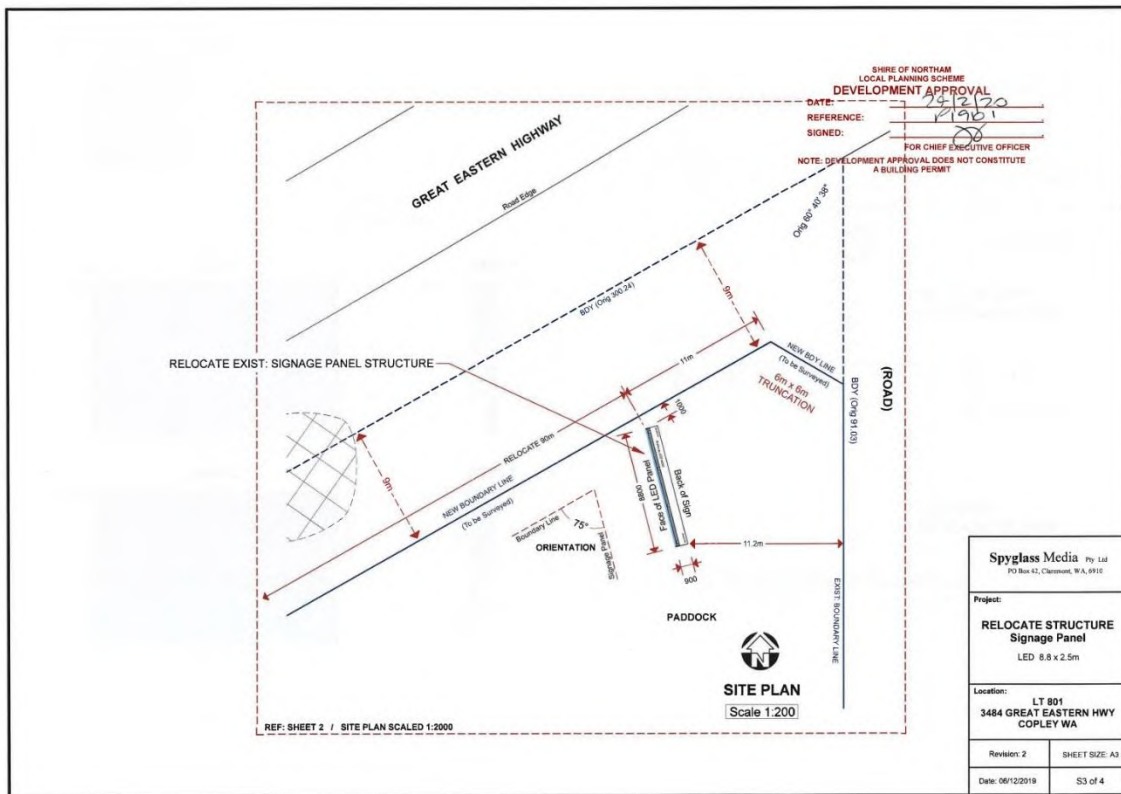 SHIRE OF NORTHAM
LOCAL PLANNING SCHEME
DEVELOPMENT APPROVAL
DATE: 24/2/20
REFERENCE: P1961
SIGNED:
FOR CHIEF EXECUTIVE OFFICER
NOTE: DEVELOPMENT APPROVAL DOES NOT CONSTITUTE
A BUILDING PERMIT
GREAT EASTERN HIGHWAY
Road Edge
Orig 60° 40' 38"
BDY (Orig 300.24)
9m
RELOCATE EXIST: SIGNAGE PANEL STRUCTURE
11m
NEW BDY LINE
(To be Surveyed)
6m x 6m
TRUNCATION
(ROAD)
BDY (Orig 91.03)
1000
RELOCATE 90m
9m
NEW BOUNDARY LINE
(To be Surveyed)
8800
Face of LED Panel
Back of Sign
Boundary Line
75°
ORIENTATION
Signage Panel
11.2m
900
EXIST: BOUNDARY LINE
PADDOCK
N
SITE PLAN
Scale 1:200
REF: SHEET 2 / SITE PLAN SCALED 1:2000
Spyglass Media Pty Ltd
PO Box 42, Claremont, WA, 6910
Project:
RELOCATE STRUCTURE
Signage Panel
LED 8.8 x 2.5m
Location:
LT 801
3484 GREAT EASTERN HWY
COPLEY WA
Revision: 2
SHEET SIZE: A3
Date: 06/12/2019
S3 of 4